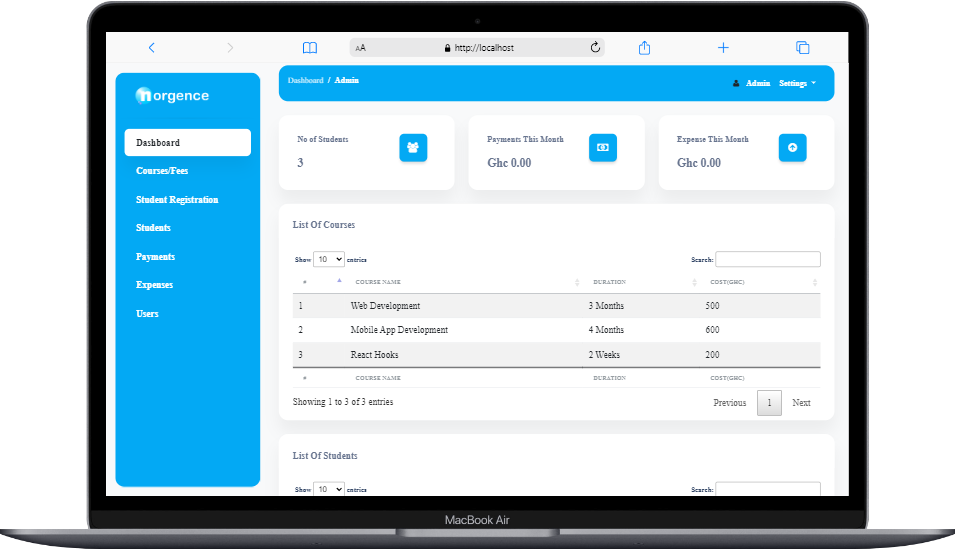 AA http://localhost
norgence
Dashboard
Courses/Fees
Student Registration
Students
Payments
Expenses
Users
Dashboard / Admin
Admin Settings
No of Students
3
Payments This Month
Ghc 0.00
Expense This Month
Ghc 0.00
List Of Courses
Show 10 entries
Search:
# COURSE NAME DURATION COST(GHC)
1 Web Development 3 Months 500
2 Mobile App Development 4 Months 600
3 React Hooks 2 Weeks 200
# COURSE NAME DURATION COST(GHC)
Showing 1 to 3 of 3 entries
Previous 1 Next
List Of Students
Show 10 entries
Search:
MacBook Air